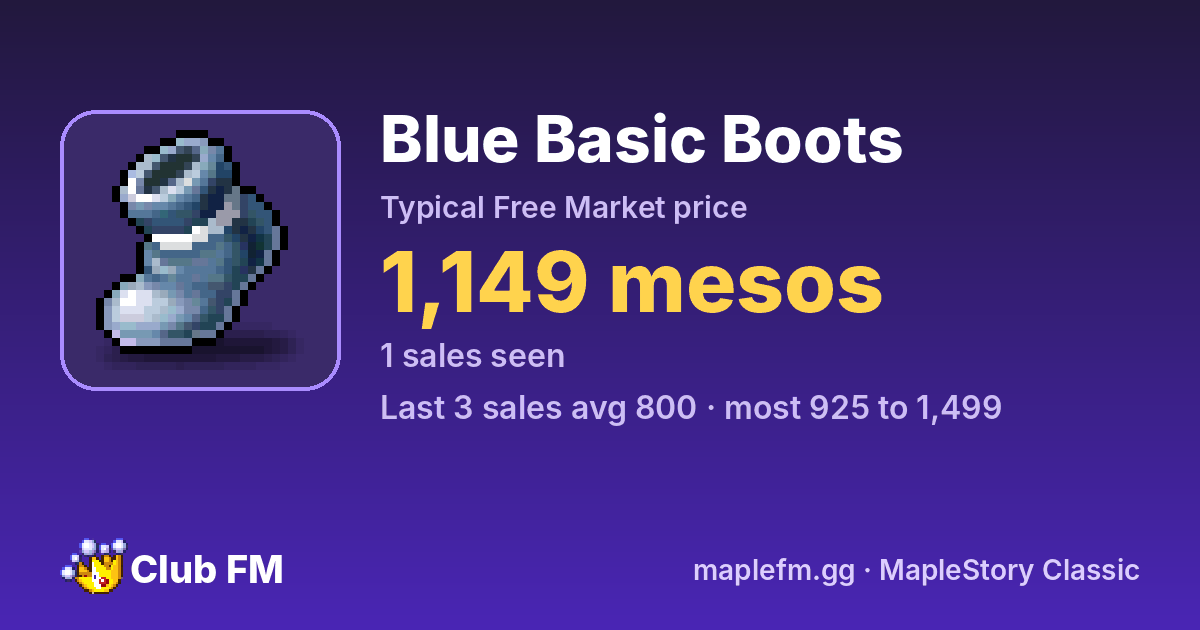 Blue Basic Boots
Typical Free Market price
1,149 mesos
1 sales seen
Last 3 sales avg 800 · most 925 to 1,499
Club FM
maplefm.gg · MapleStory Classic